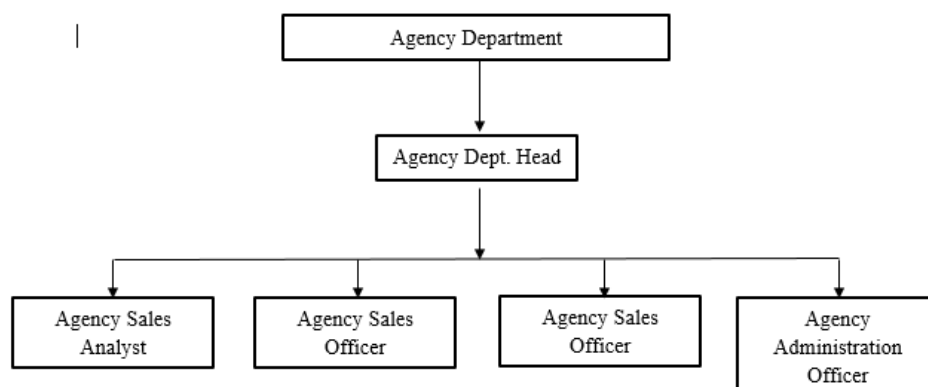 Agency Department
Agency Dept. Head
Agency Sales
Analyst
Agency Sales
Officer
Agency Sales
Officer
Agency
Administration
Officer